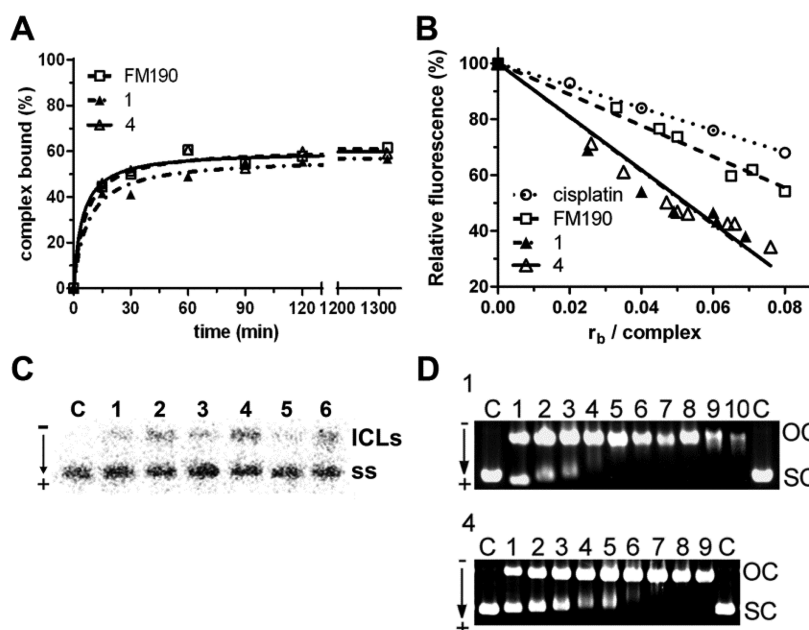 A
complex bound (%)
100
80
60
40
20
0
FM190
1
4
0 30 60 90 120 1200 1300
time (min)
B
Relative fluorescence (%)
100
80
60
40
20
cisplatin
FM190
1
4
0.00 0.02 0.04 0.06 0.08
rb / complex
C
C 1 2 3 4 5 6
-
+
ICLs
ss
D
1
C 1 2 3 4 5 6 7 8 9 10 C
-
+
OC
SC
4
C 1 2 3 4 5 6 7 8 9 C
-
+
OC
SC